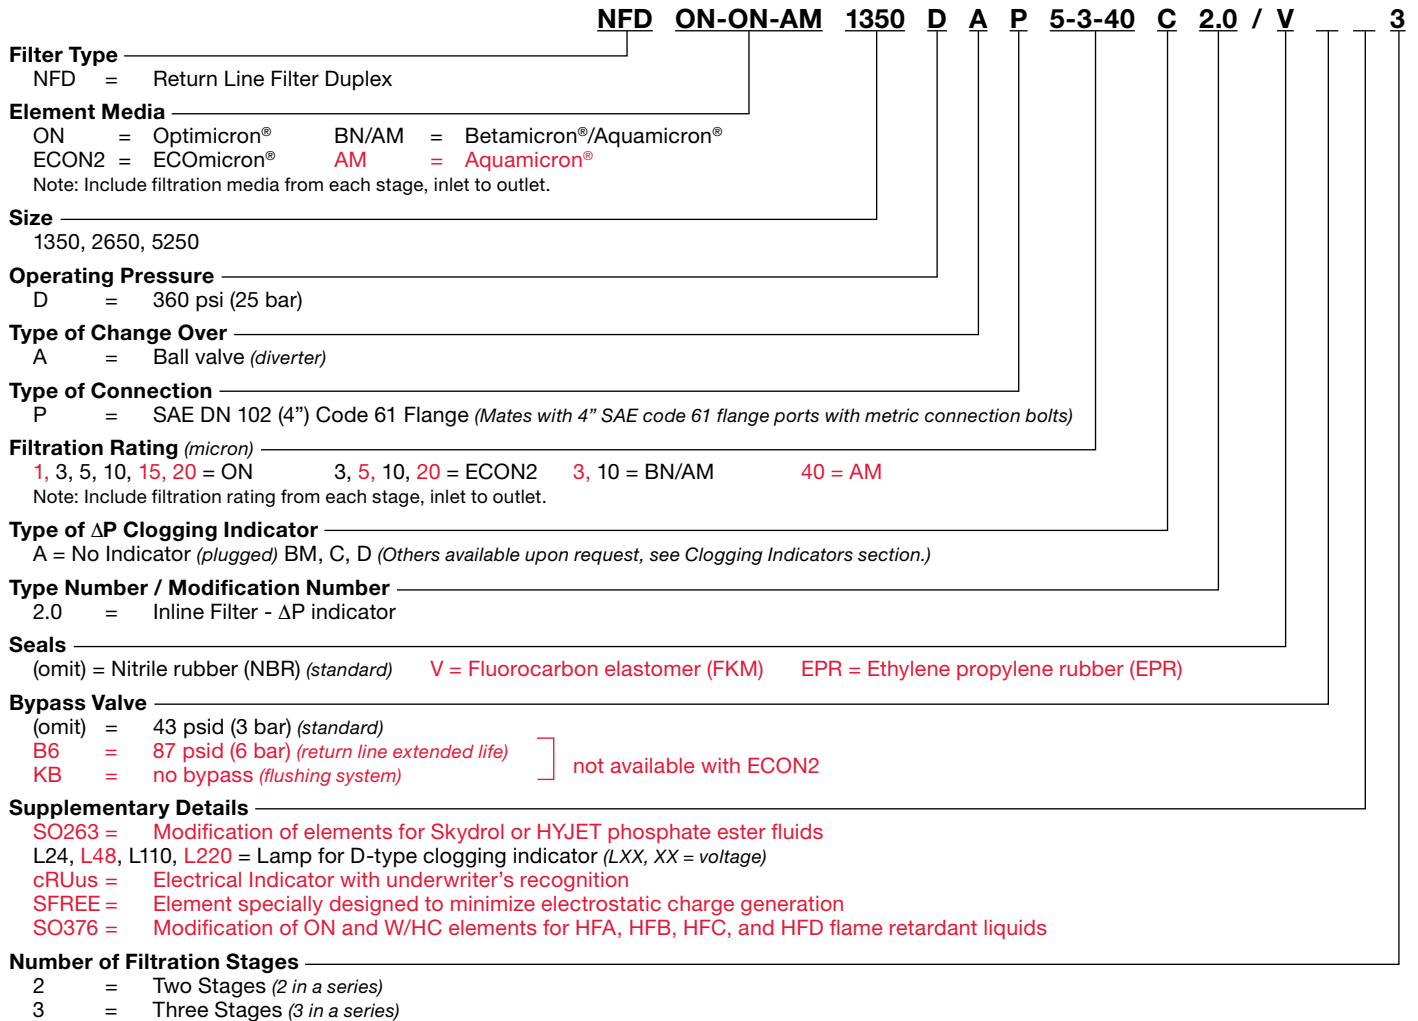 NFD ON-ON-AM 1350 D A P 5-3-40 C 2.0 / V _ _ 3
Filter Type
NFD = Return Line Filter Duplex
Element Media
ON = Optimicron® BN/AM = Betamicron®/Aquamicron®
ECON2 = ECOmicron® AM = Aquamicron®
Note: Include filtration media from each stage, inlet to outlet.
Size
1350, 2650, 5250
Operating Pressure
D = 360 psi (25 bar)
Type of Change Over
A = Ball valve (diverter)
Type of Connection
P = SAE DN 102 (4”) Code 61 Flange (Mates with 4” SAE code 61 flange ports with metric connection bolts)
Filtration Rating (micron)
1, 3, 5, 10, 15, 20 = ON 3, 5, 10, 20 = ECON2 3, 10 = BN/AM 40 = AM
Note: Include filtration rating from each stage, inlet to outlet.
Type of ΔP Clogging Indicator
A = No Indicator (plugged) BM, C, D (Others available upon request, see Clogging Indicators section.)
Type Number / Modification Number
2.0 = Inline Filter - ΔP indicator
Seals
(omit) = Nitrile rubber (NBR) (standard) V = Fluorocarbon elastomer (FKM) EPR = Ethylene propylene rubber (EPR)
Bypass Valve
(omit) = 43 psid (3 bar) (standard)
B6 = 87 psid (6 bar) (return line extended life)
KB = no bypass (flushing system)
not available with ECON2
Supplementary Details
SO263 = Modification of elements for Skydrol or HYJET phosphate ester fluids
L24, L48, L110, L220 = Lamp for D-type clogging indicator (LXX, XX = voltage)
cRUus = Electrical Indicator with underwriter’s recognition
SFREE = Element specially designed to minimize electrostatic charge generation
SO376 = Modification of ON and W/HC elements for HFA, HFB, HFC, and HFD flame retardant liquids
Number of Filtration Stages
2 = Two Stages (2 in a series)
3 = Three Stages (3 in a series)